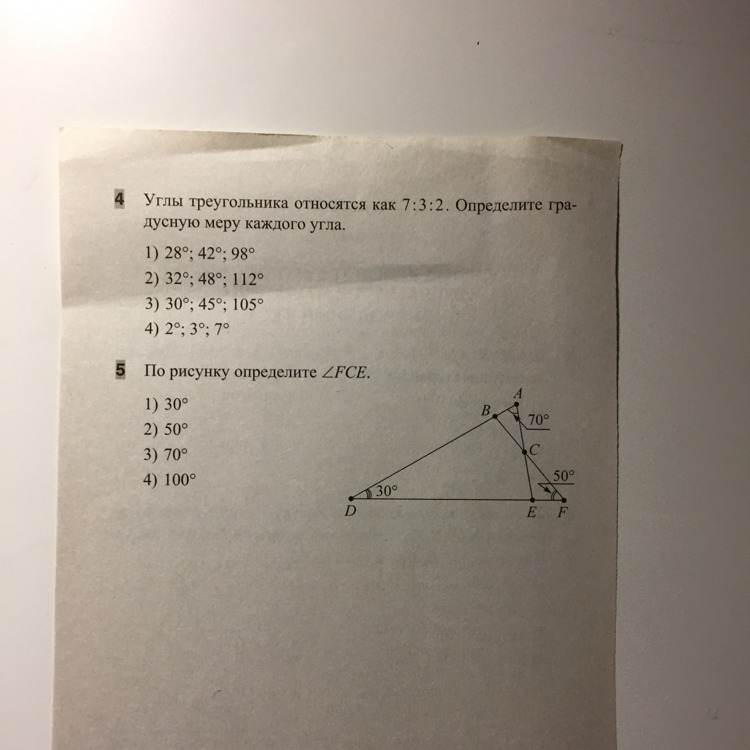 4 Углы треугольника относятся как 7:3:2. Определите гра-
дусную меру каждого угла.
1) 28°; 42°; 98°
2) 32°; 48°; 112°
3) 30°; 45°; 105°
4) 2°; 3°; 7°
5 По рисунку определите ∠FCE.
1) 30°
2) 50°
3) 70°
4) 100°
A
B
70°
C
50°
30°
D E F